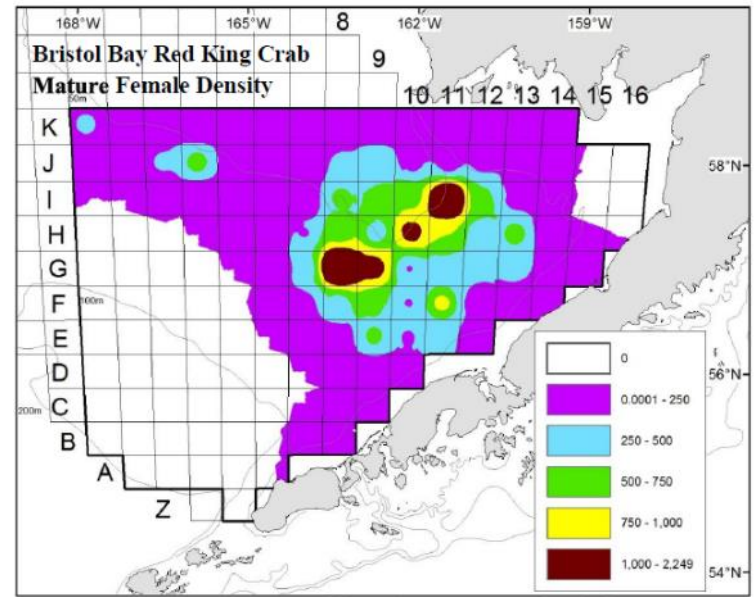 168°W 165°W 162°W 159°W
8
Bristol Bay Red King Crab
Mature Female Density
9
10 11 12 13 14 15 16
50m
K
J
58°N
I
H
G
F
100m
E
D
56°N
C
200m
B
A
Z
0
0.0001 - 250
250 - 500
500 - 750
750 - 1,000
1,000 - 2,249
54°N